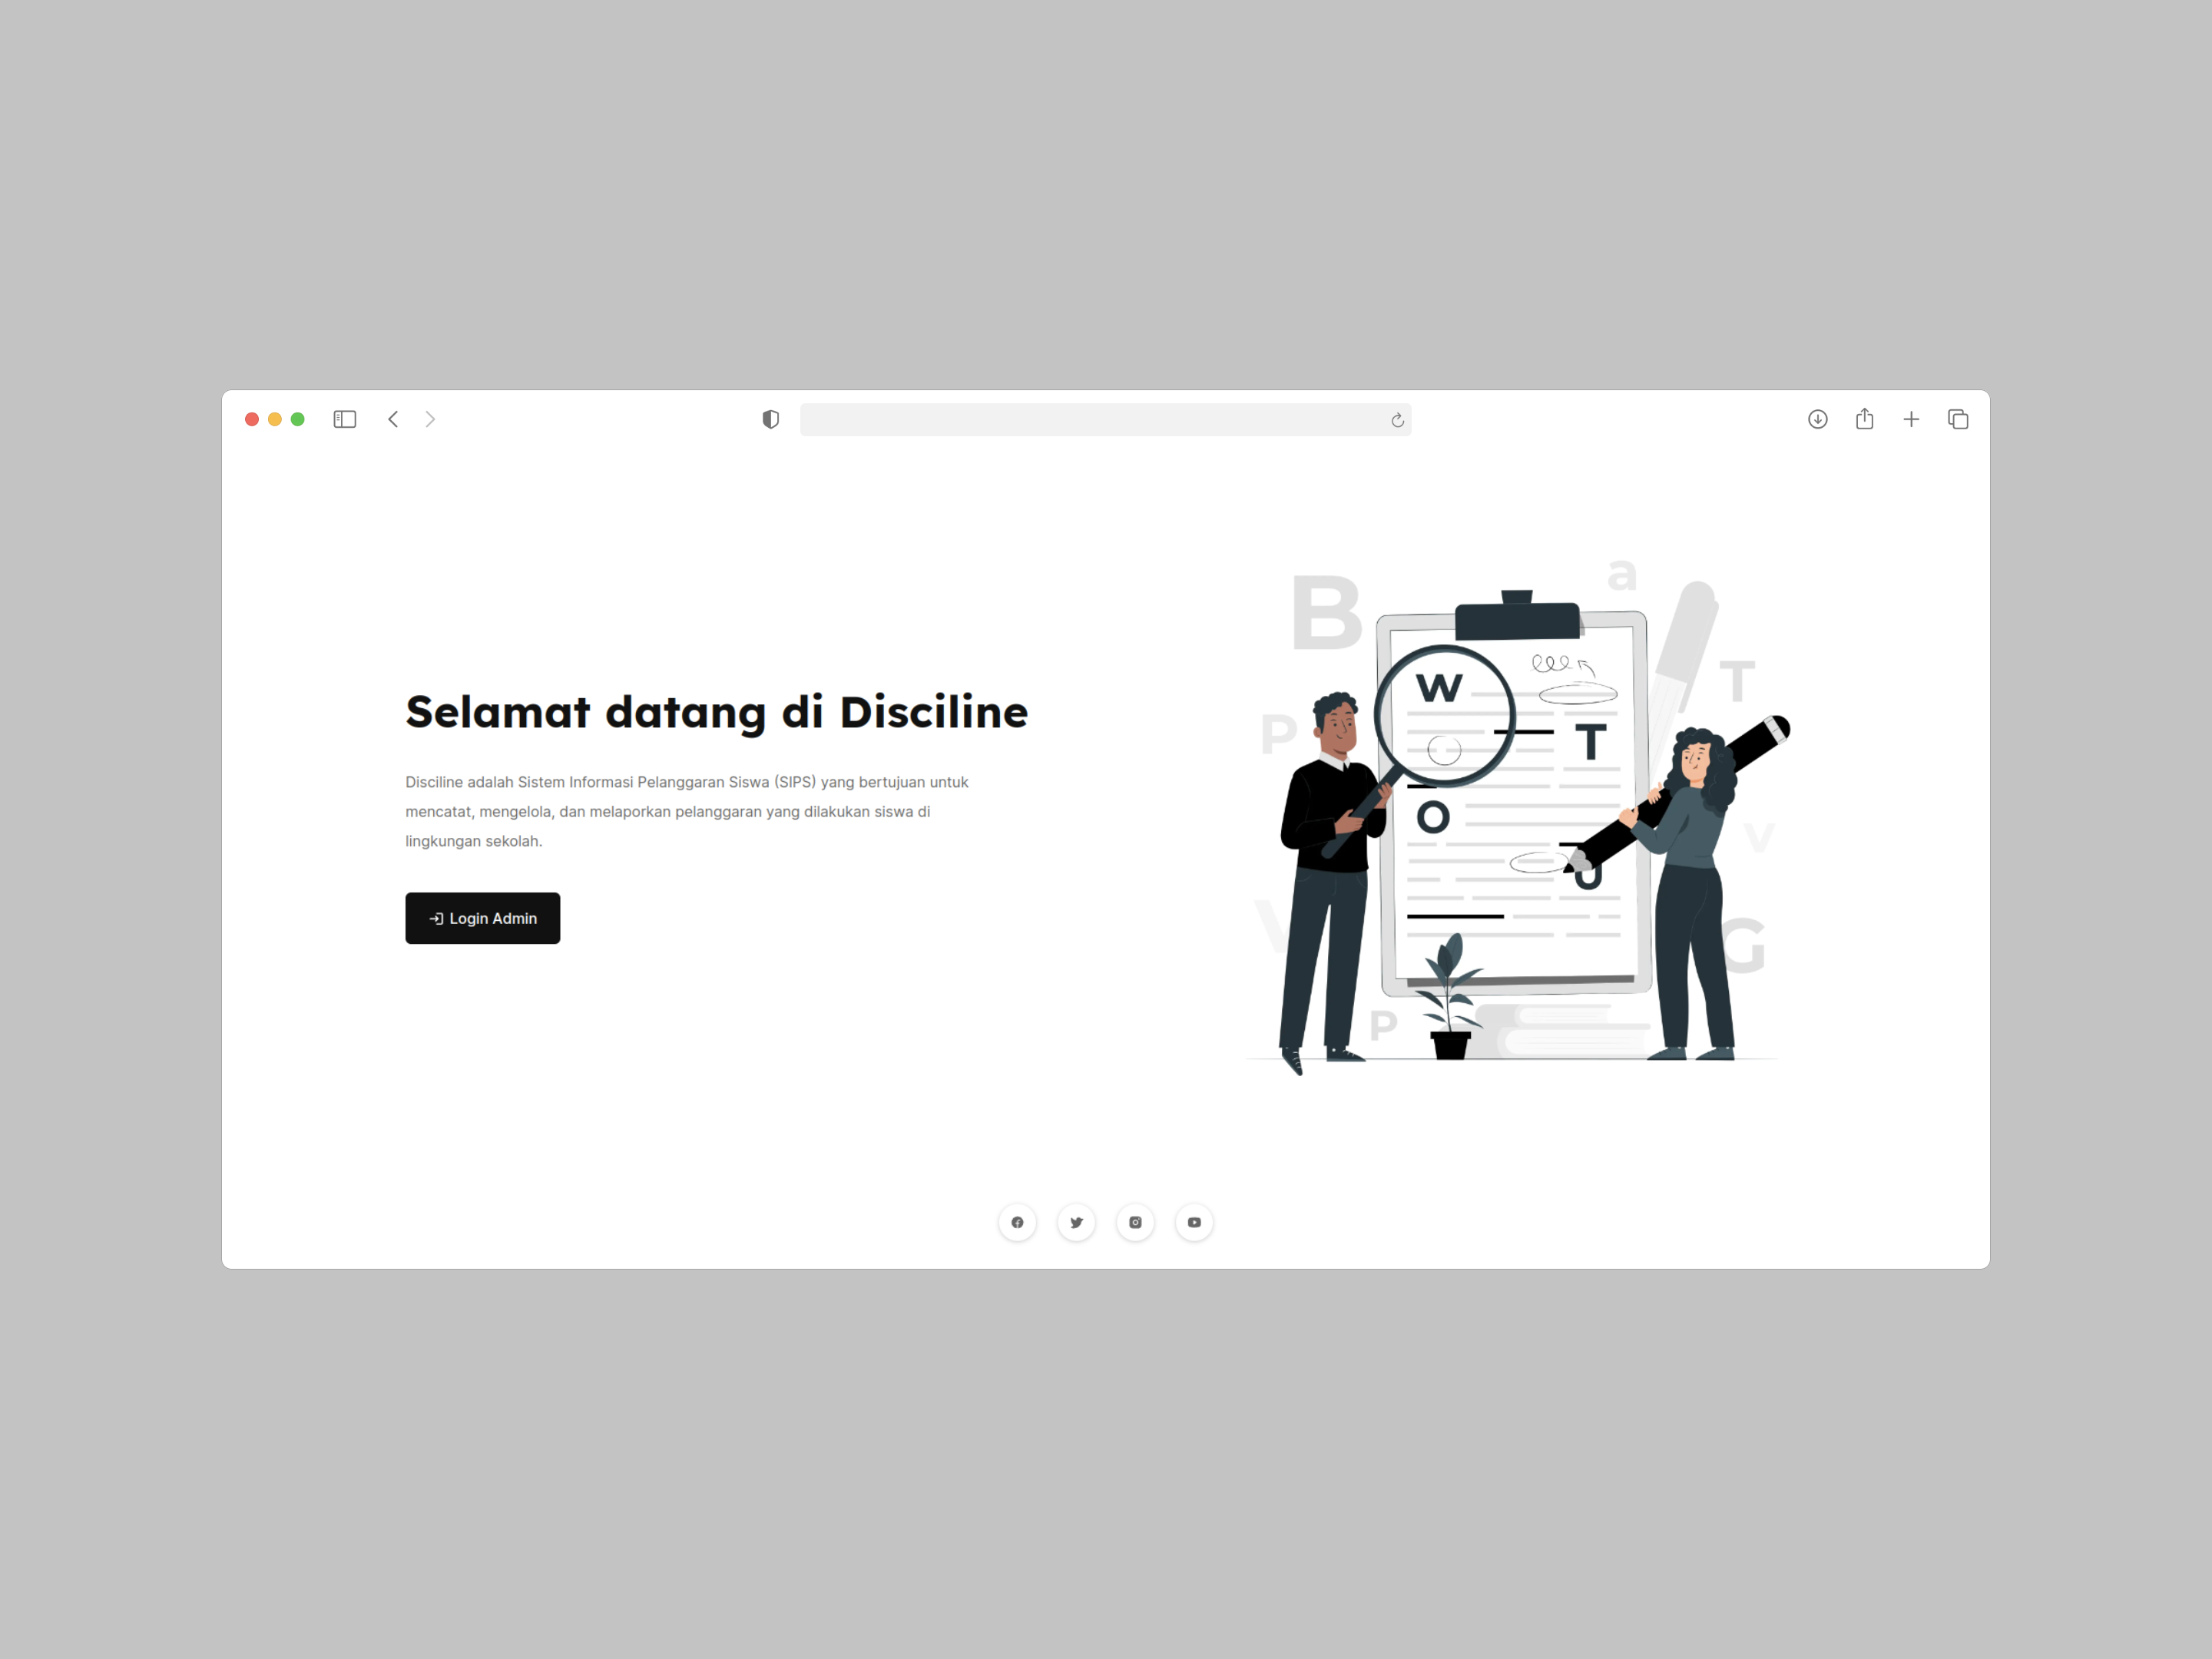 Selamat datang di Disciline
Disciline adalah Sistem Informasi Pelanggaran Siswa (SIPS) yang bertujuan untuk
mencatat, mengelola, dan melaporkan pelanggaran yang dilakukan siswa di
lingkungan sekolah.
Login Admin
B
a
W
T
T
P
O
V
U
V
G
P